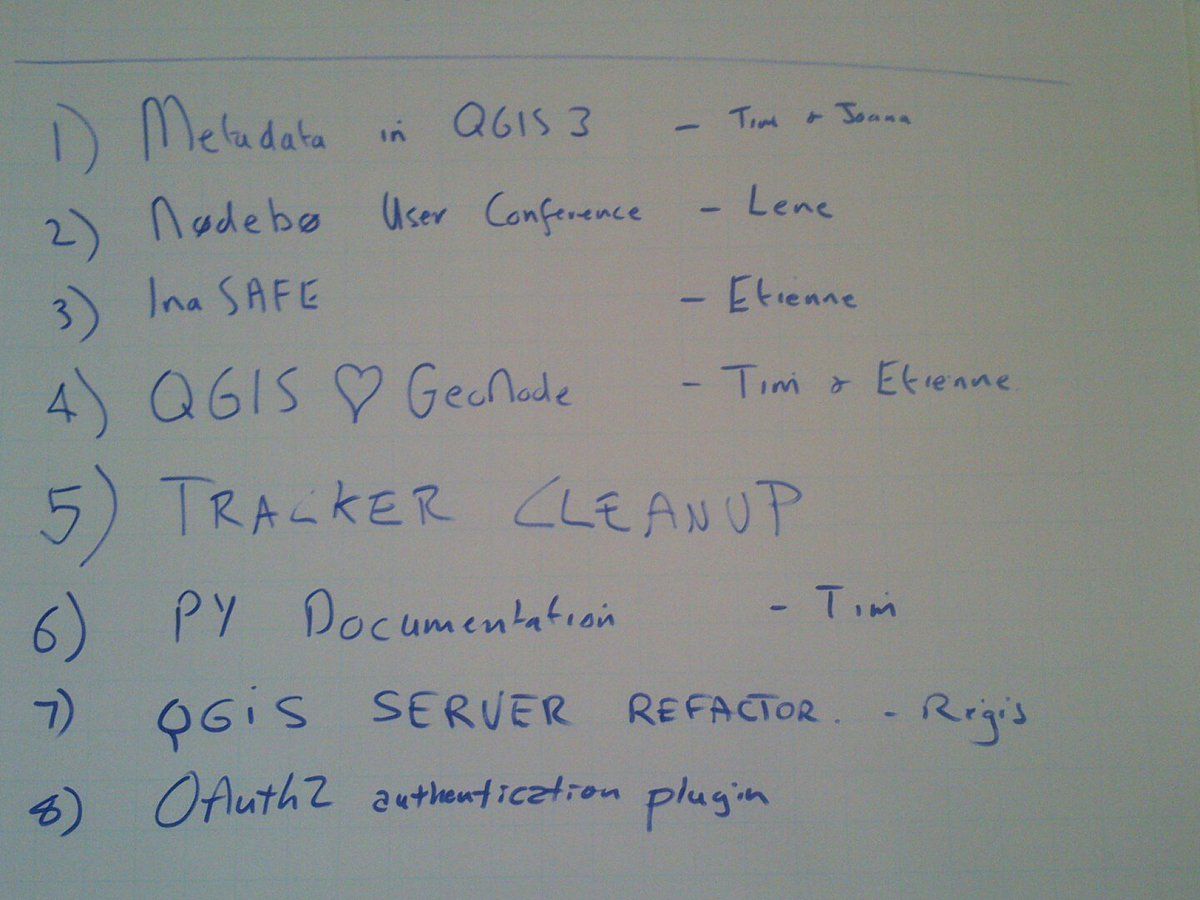 1) Metadata in QGIS 3 - Tim & Joana
2) Nødebø User Conference - Lene
3) InaSAFE - Etienne
4) QGIS ♡ GeoNode - Tim & Etienne
5) TRACKER CLEANUP
6) PY Documentation - Tim
7) QGiS SERVER REFACTOR. - Régis
8) OAuth2 authentication plugin